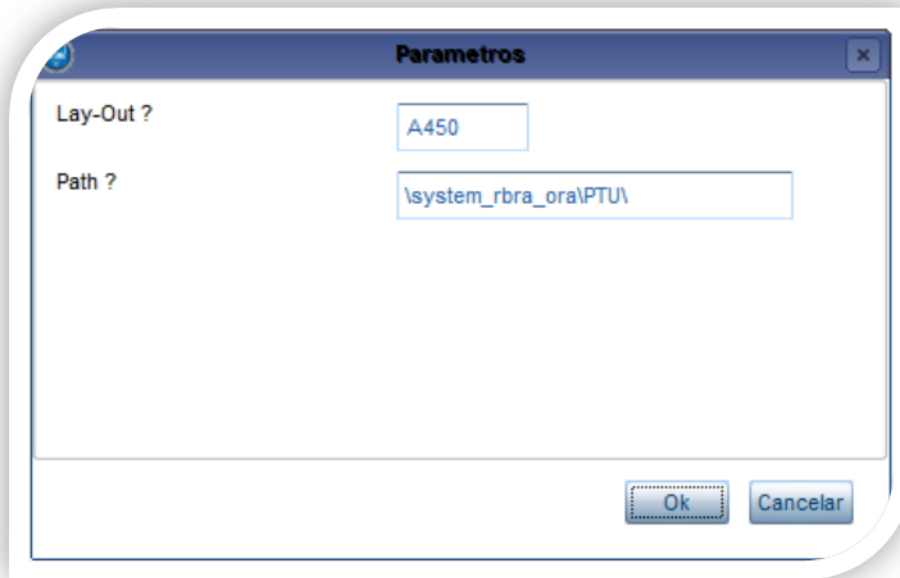 Parametros
Lay-Out ?
A450
Path ?
\system_rbra_ora\PTU\
Ok
Cancelar